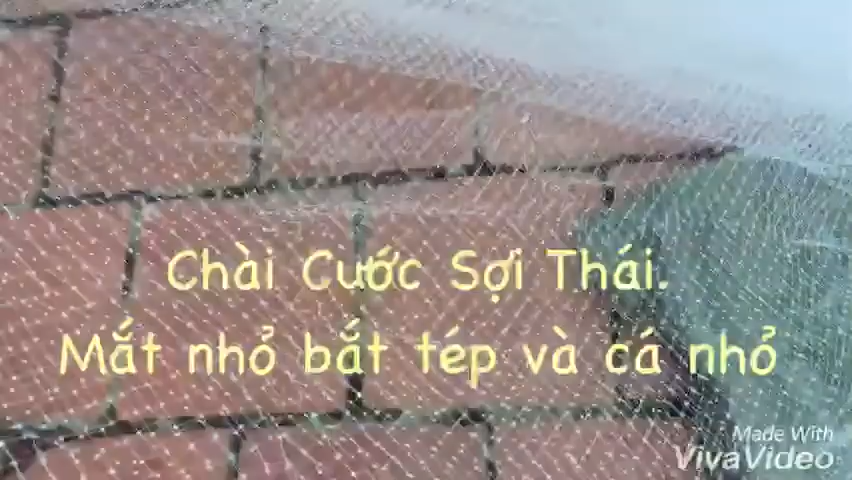 Chài Cước Sợi Thái.
Mắt nhỏ bắt tép và cá nhỏ
Made With
VivaVideo